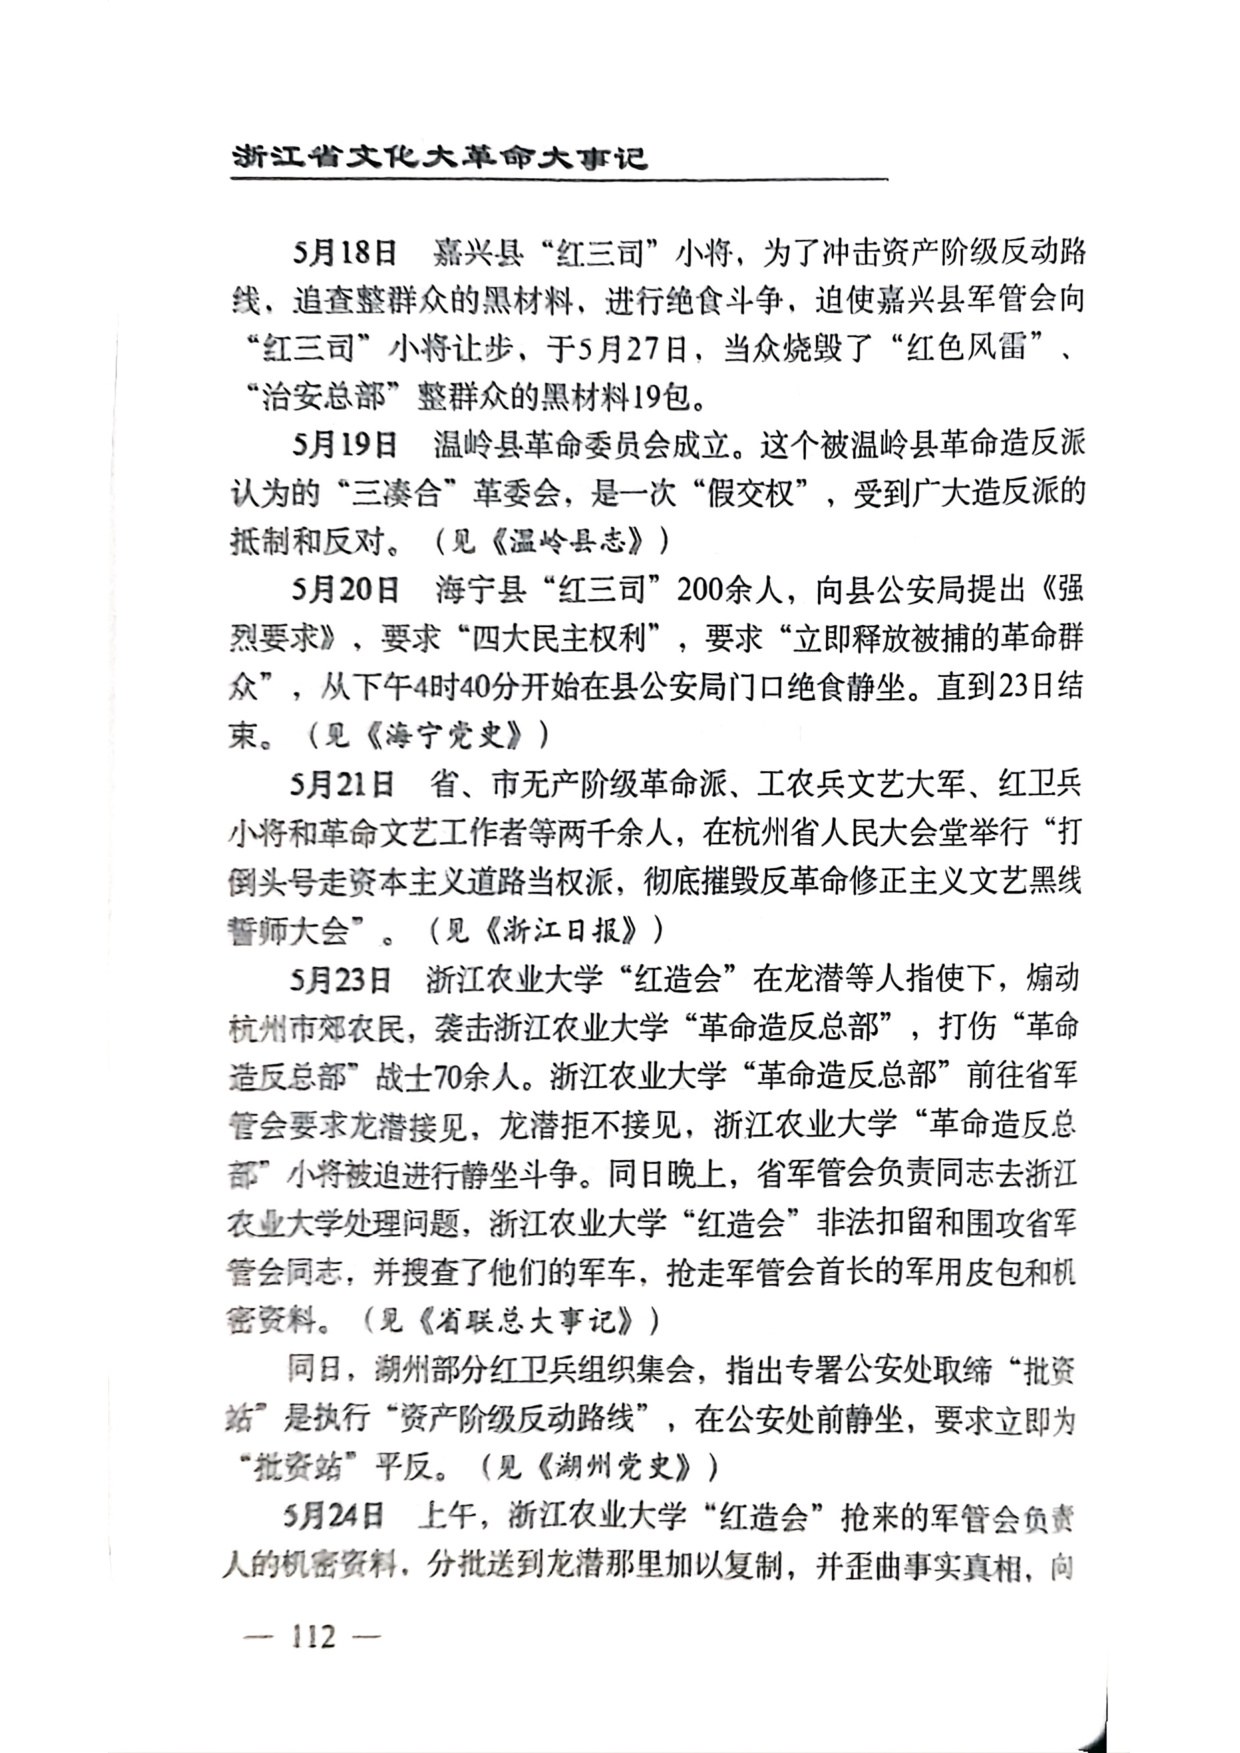 浙江省文化大革命大事记
5月18日　嘉兴县“红三司”小将，为了冲击资产阶级反动路
线，追查整群众的黑材料，进行绝食斗争，迫使嘉兴县军管会向
“红三司”小将让步，于5月27日，当众烧毁了“红色风雷”、
“治安总部”整群众的黑材料19包。
5月19日　温岭县革命委员会成立。这个被温岭县革命造反派
认为的“三凑合”革委会，是一次“假交权”，受到广大造反派的
抵制和反对。（见《温岭县志》）
5月20日　海宁县“红三司”200余人，向县公安局提出《强
烈要求》，要求“四大民主权利”，要求“立即释放被捕的革命群
众”，从下午4时40分开始在县公安局门口绝食静坐。直到23日结
束。（见《海宁党史》）
5月21日　省、市无产阶级革命派、工农兵文艺大军、红卫兵
小将和革命文艺工作者等两千余人，在杭州省人民大会堂举行“打
倒头号走资本主义道路当权派，彻底摧毁反革命修正主义文艺黑线
誓师大会”。（见《浙江日报》）
5月23日　浙江农业大学“红造会”在龙潜等人指使下，煽动
杭州市郊农民，袭击浙江农业大学“革命造反总部”，打伤“革命
造反总部”战士70余人。浙江农业大学“革命造反总部”前往省军
管会要求龙潜接见，龙潜拒不接见，浙江农业大学“革命造反总
部”小将被迫进行静坐斗争。同日晚上，省军管会负责同志去浙江
农业大学处理问题，浙江农业大学“红造会”非法扣留和围攻省军
管会同志，并搜查了他们的军车，抢走军管会首长的军用皮包和机
密资料。（见《省联总大事记》）
同日，湖州部分红卫兵组织集会，指出专署公安处取缔“批资
站”是执行“资产阶级反动路线”，在公安处前静坐，要求立即为
“批资站”平反。（见《湖州党史》）
5月24日　上午，浙江农业大学“红造会”抢来的军管会负责
人的机密资料，分批送到龙潜那里加以复制，并歪曲事实真相，向
— 112 —